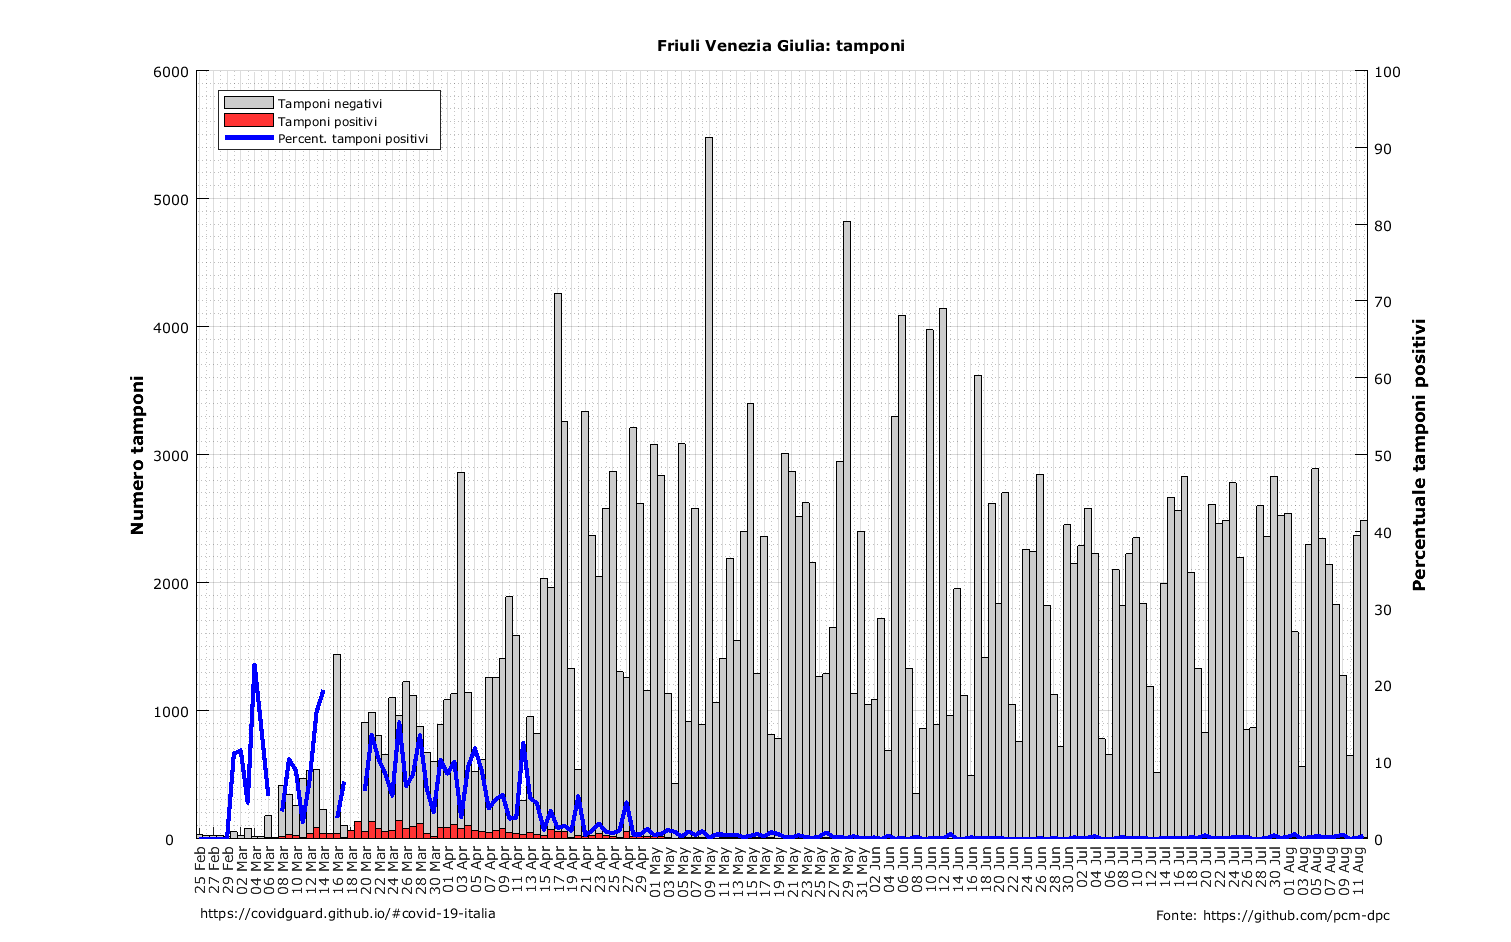 Friuli Venezia Giulia: tamponi
6000
5000
4000
3000
2000
1000
0
Numero tamponi
Tamponi negativi
Tamponi positivi
Percent. tamponi positivi
100
90
80
70
60
50
40
30
20
10
0
Percentuale tamponi positivi
25 Feb
27 Feb
29 Feb
02 Mar
04 Mar
06 Mar
08 Mar
10 Mar
12 Mar
14 Mar
16 Mar
18 Mar
20 Mar
22 Mar
24 Mar
26 Mar
28 Mar
30 Mar
01 Apr
03 Apr
05 Apr
07 Apr
09 Apr
11 Apr
13 Apr
15 Apr
17 Apr
19 Apr
21 Apr
23 Apr
25 Apr
27 Apr
29 Apr
01 May
03 May
05 May
07 May
09 May
11 May
13 May
15 May
17 May
19 May
21 May
23 May
25 May
27 May
29 May
31 May
02 Jun
04 Jun
06 Jun
08 Jun
10 Jun
12 Jun
14 Jun
16 Jun
18 Jun
20 Jun
22 Jun
24 Jun
26 Jun
28 Jun
30 Jun
02 Jul
04 Jul
06 Jul
08 Jul
10 Jul
12 Jul
14 Jul
16 Jul
18 Jul
20 Jul
22 Jul
24 Jul
26 Jul
28 Jul
30 Jul
01 Aug
03 Aug
05 Aug
07 Aug
09 Aug
11 Aug
https://covidguard.github.io/#covid-19-italia
Fonte: https://github.com/pcm-dpc